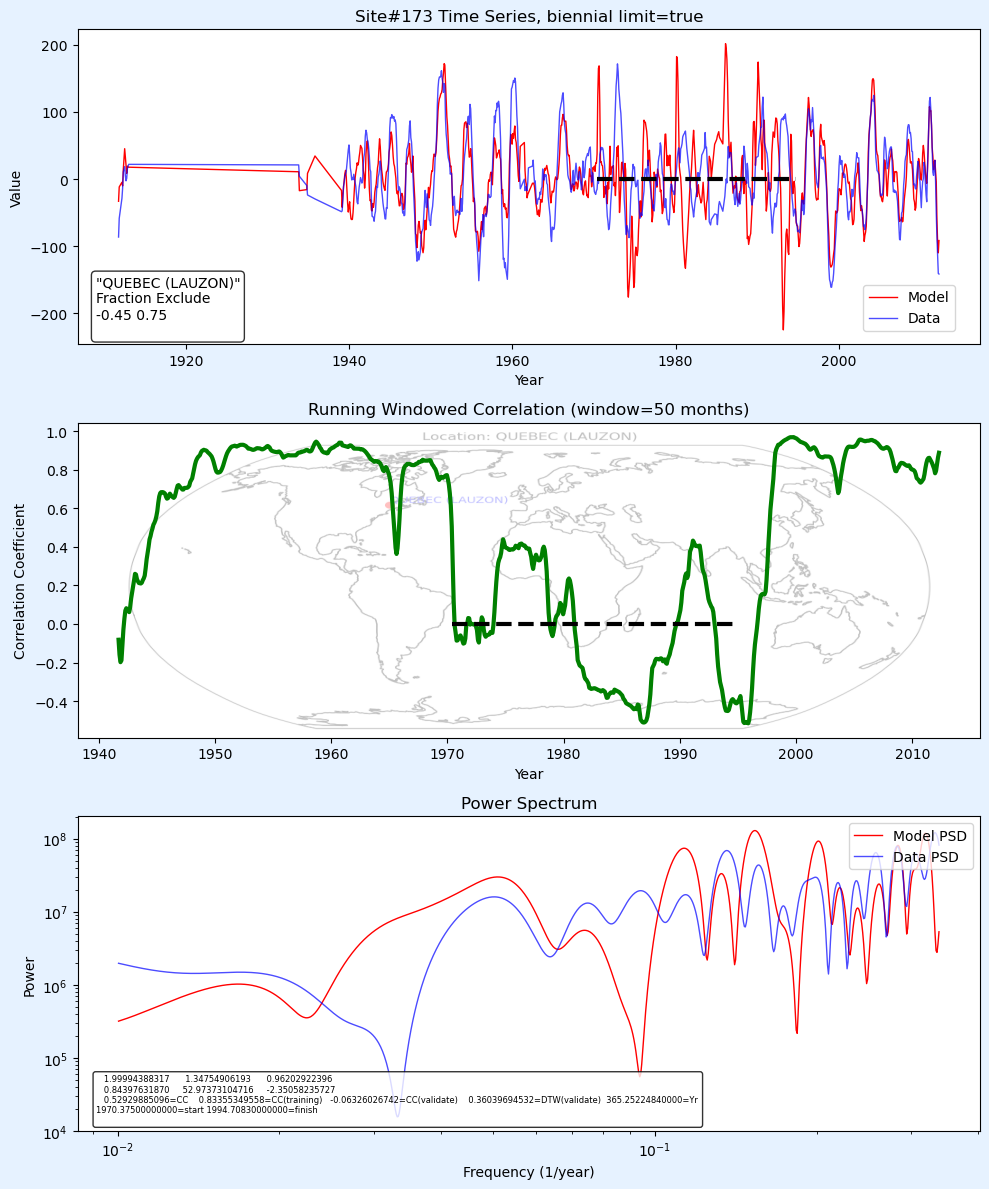 Site#173 Time Series, biennial limit=true
200
100
0
−100
−200
Value
"QUEBEC (LAUZON)"
Fraction Exclude
-0.45 0.75
Model
Data
1920
1940
1960
1980
2000
Year
Running Windowed Correlation (window=50 months)
Location: QUEBEC (LAUZON)
QUEBEC (LAUZON)
1.0
0.8
0.6
0.4
0.2
0.0
−0.2
−0.4
Correlation Coefficient
1940
1950
1960
1970
1980
1990
2000
2010
Year
Power Spectrum
10^8
10^7
10^6
10^5
10^4
Power
Model PSD
Data PSD
1.99994388317 1.34754906193 0.96202922396
0.84397631870 52.97373104716 -2.35058235727
0.52929885096=CC 0.83355349558=CC(training) -0.06326026742=CC(validate) 0.36039694532=DTW(validate) 365.25224840000=Yr
1970.37500000000=start 1994.70830000000=finish
10^−2
10^−1
Frequency (1/year)